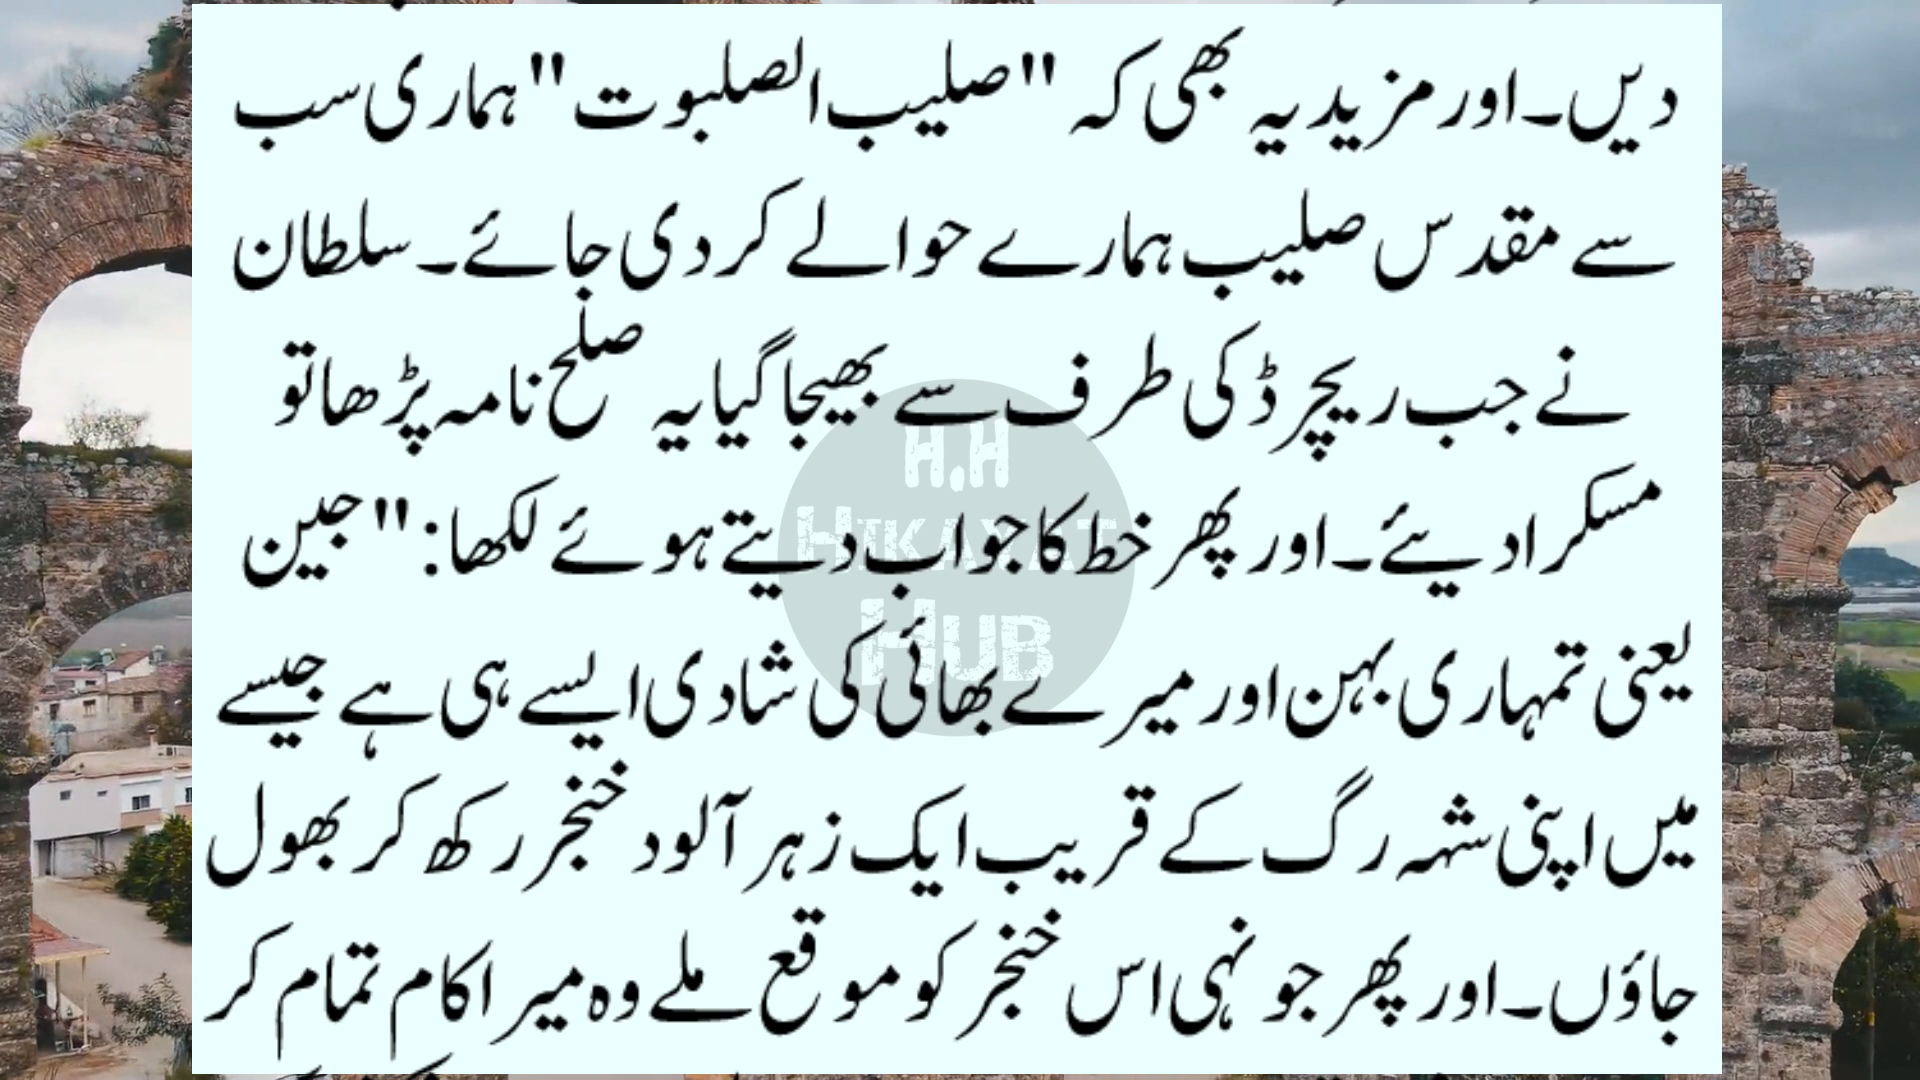 دیں۔ اور مزید یہ بھی کہ "صلیب الصلبوت" ہماری سب
سے مقدس صلیب ہمارے حوالے کر دی جائے۔ سلطان
نے جب ریچرڈ کی طرف سے بھیجا گیا یہ صلح نامہ پڑھا تو
مسکرا دیئے۔ اور پھر خط کا جواب دیتے ہوئے لکھا: "جین
یعنی تمہاری بہن اور میرے بھائی کی شادی ایسے ہی ہے جیسے
میں اپنی شہہ رگ کے قریب ایک زہر آلود خنجر رکھ کر بھول
جاؤں۔ اور پھر جونہی اس خنجر کو موقع ملے وہ میرا کام تمام کر
H.H
HIKAYAT
HUB